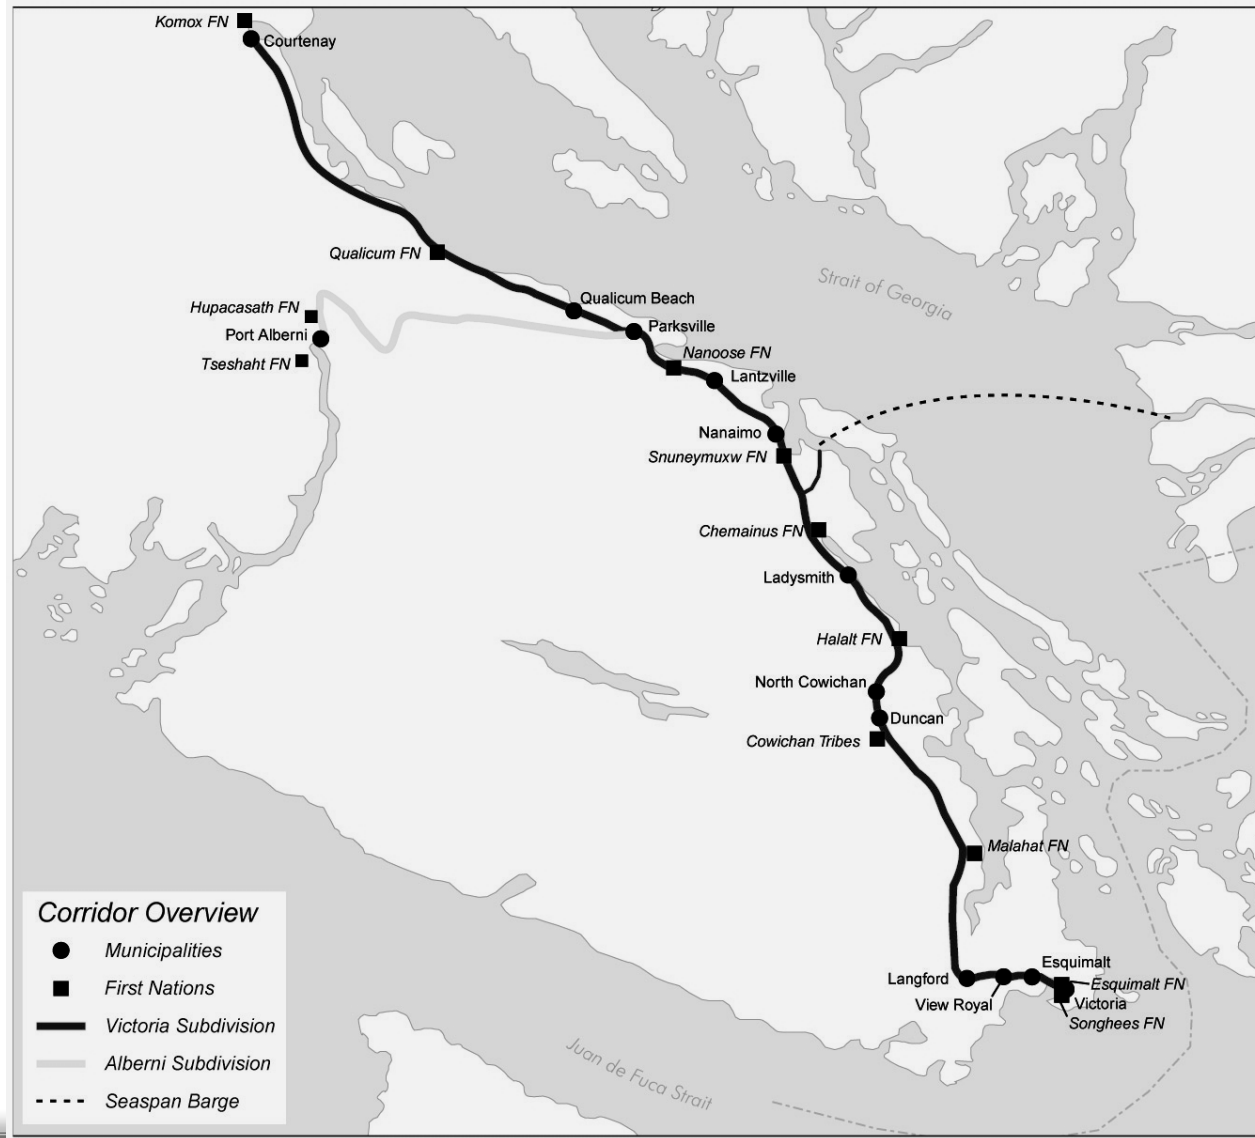 Komox FN
Courtenay
Qualicum FN
Strait of Georgia
Hupacasath FN
Qualicum Beach
Port Alberni
Parksville
Tseshaht FN
Nanoose FN
Lantzville
Nanaimo
Snuneymuxw FN
Chemainus FN
Ladysmith
Halalt FN
North Cowichan
Duncan
Cowichan Tribes
Malahat FN
Esquimalt
Langford
Esquimalt FN
View Royal
Victoria
Songhees FN
Juan de Fuca Strait
Corridor Overview
Municipalities
First Nations
Victoria Subdivision
Alberni Subdivision
Seaspan Barge